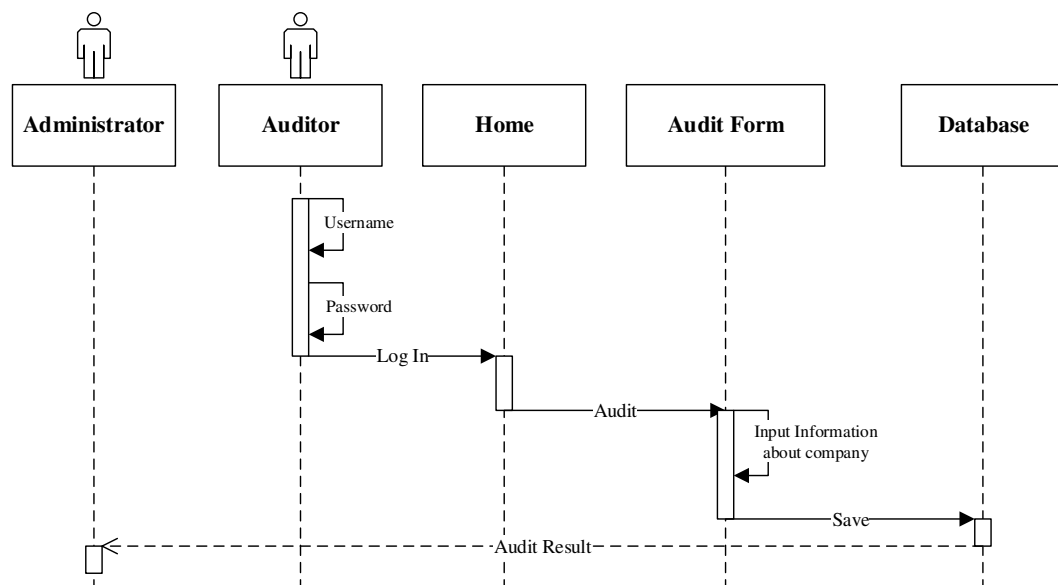 Administrator
Auditor
Home
Audit Form
Database
Username
Password
Log In
Audit
Input Information
about company
Save
Audit Result